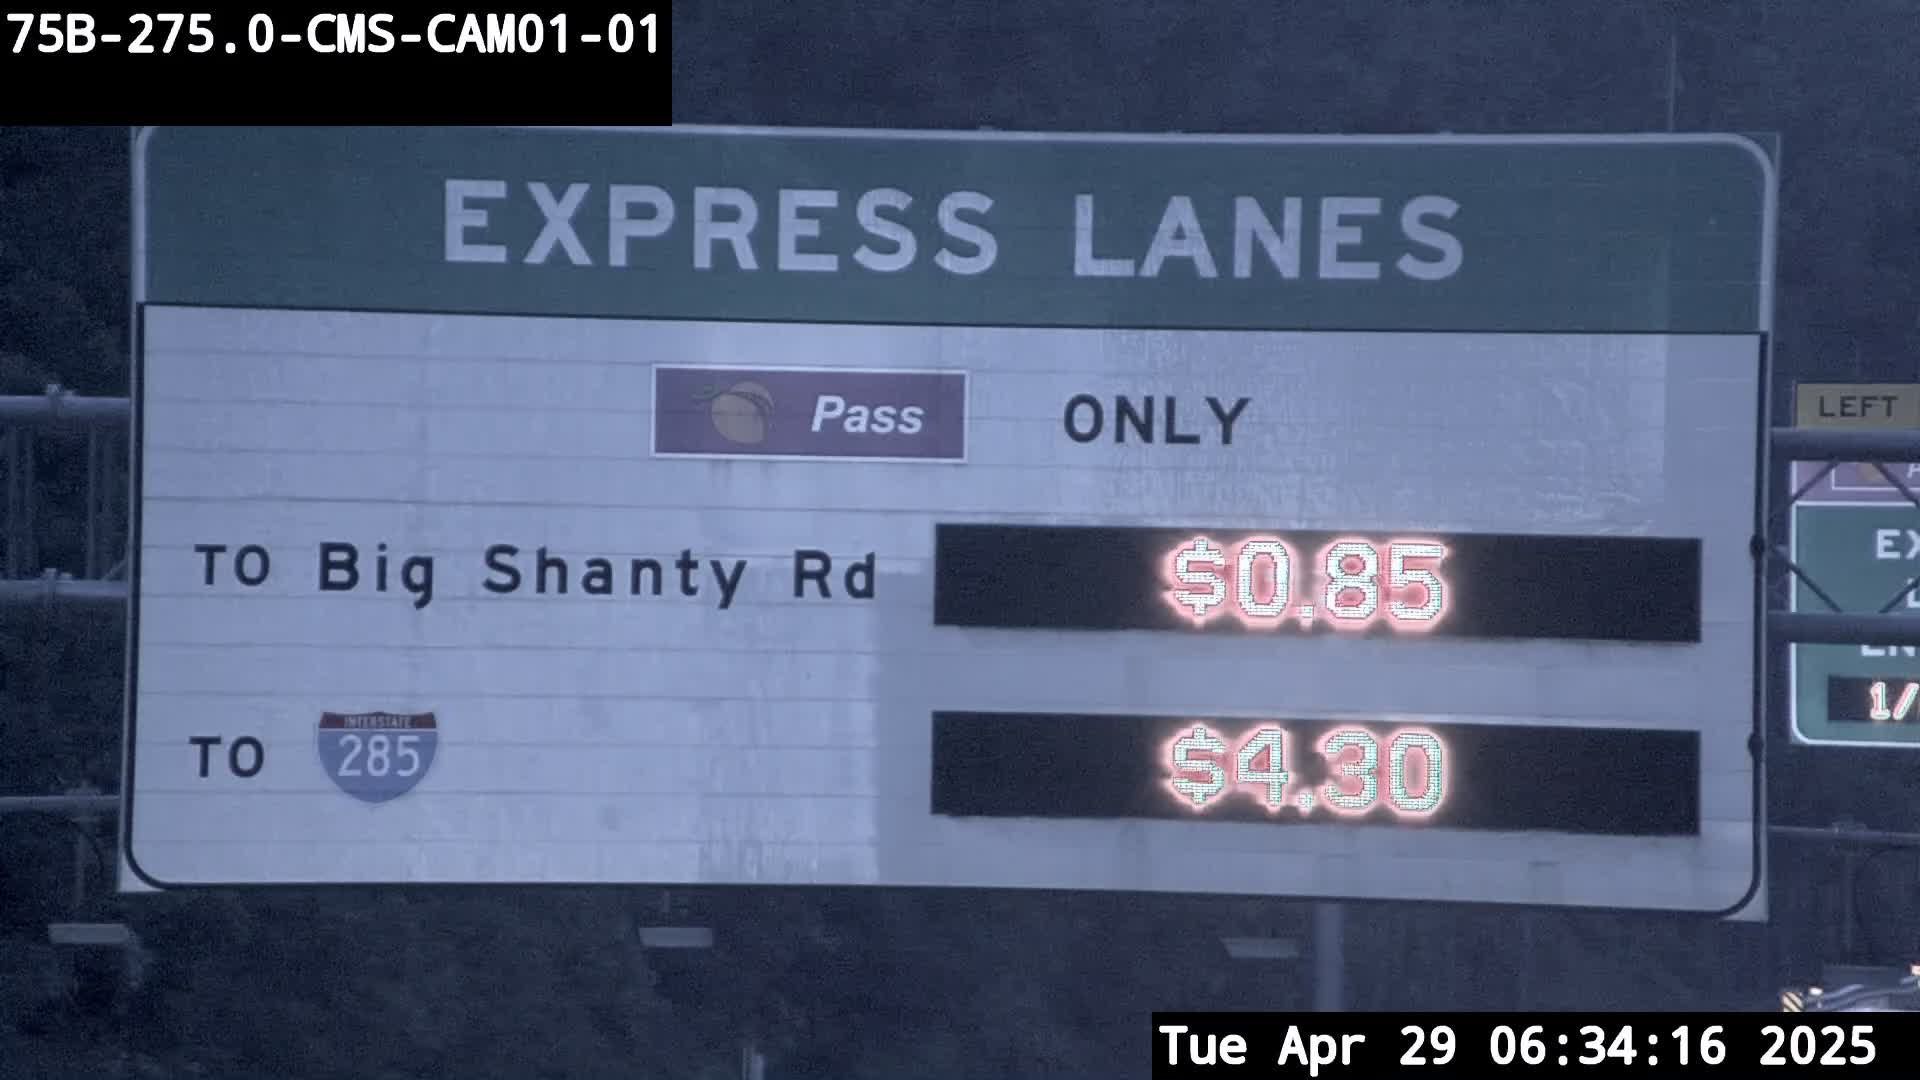 75B-275.0-CMS-CAM01-01
EXPRESS LANES
Pass ONLY
LEFT
TO Big Shanty Rd $0.85
TO INTERSTATE 285 $4.30
1/
Tue Apr 29 06:34:16 2025